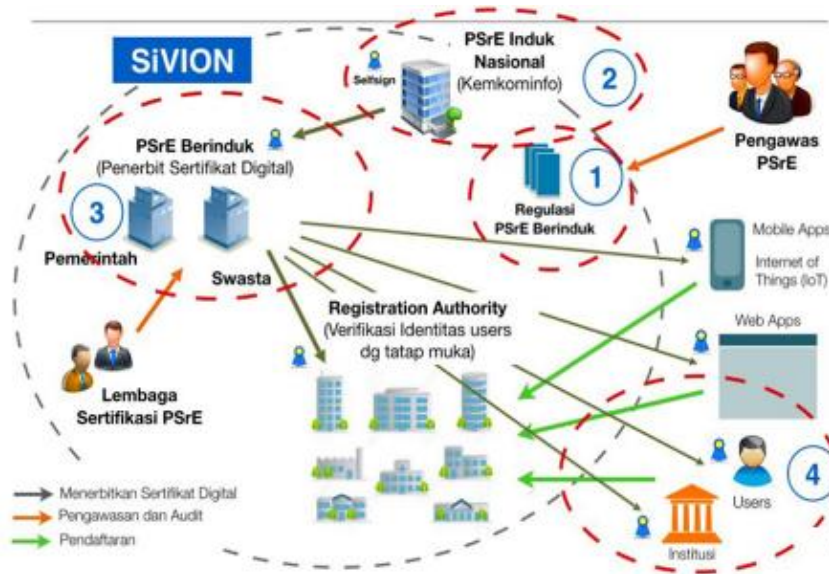 SiVION
PSrE Induk
Nasional
(Kemkominfo)
2
Selfsign
PSrE Berinduk
(Penerbit Sertifikat Digital)
3
Pemerintah
Swasta
1
Regulasi
PSrE Berinduk
Pengawas
PSrE
Mobile Apps
Internet of
Things (IoT)
Web Apps
Registration Authority
(Verifikasi Identitas users
dg tatap muka)
Lembaga
Sertifikasi PSrE
4
Users
Institusi
Menerbitkan Sertifikat Digital
Pengawasan dan Audit
Pendaftaran